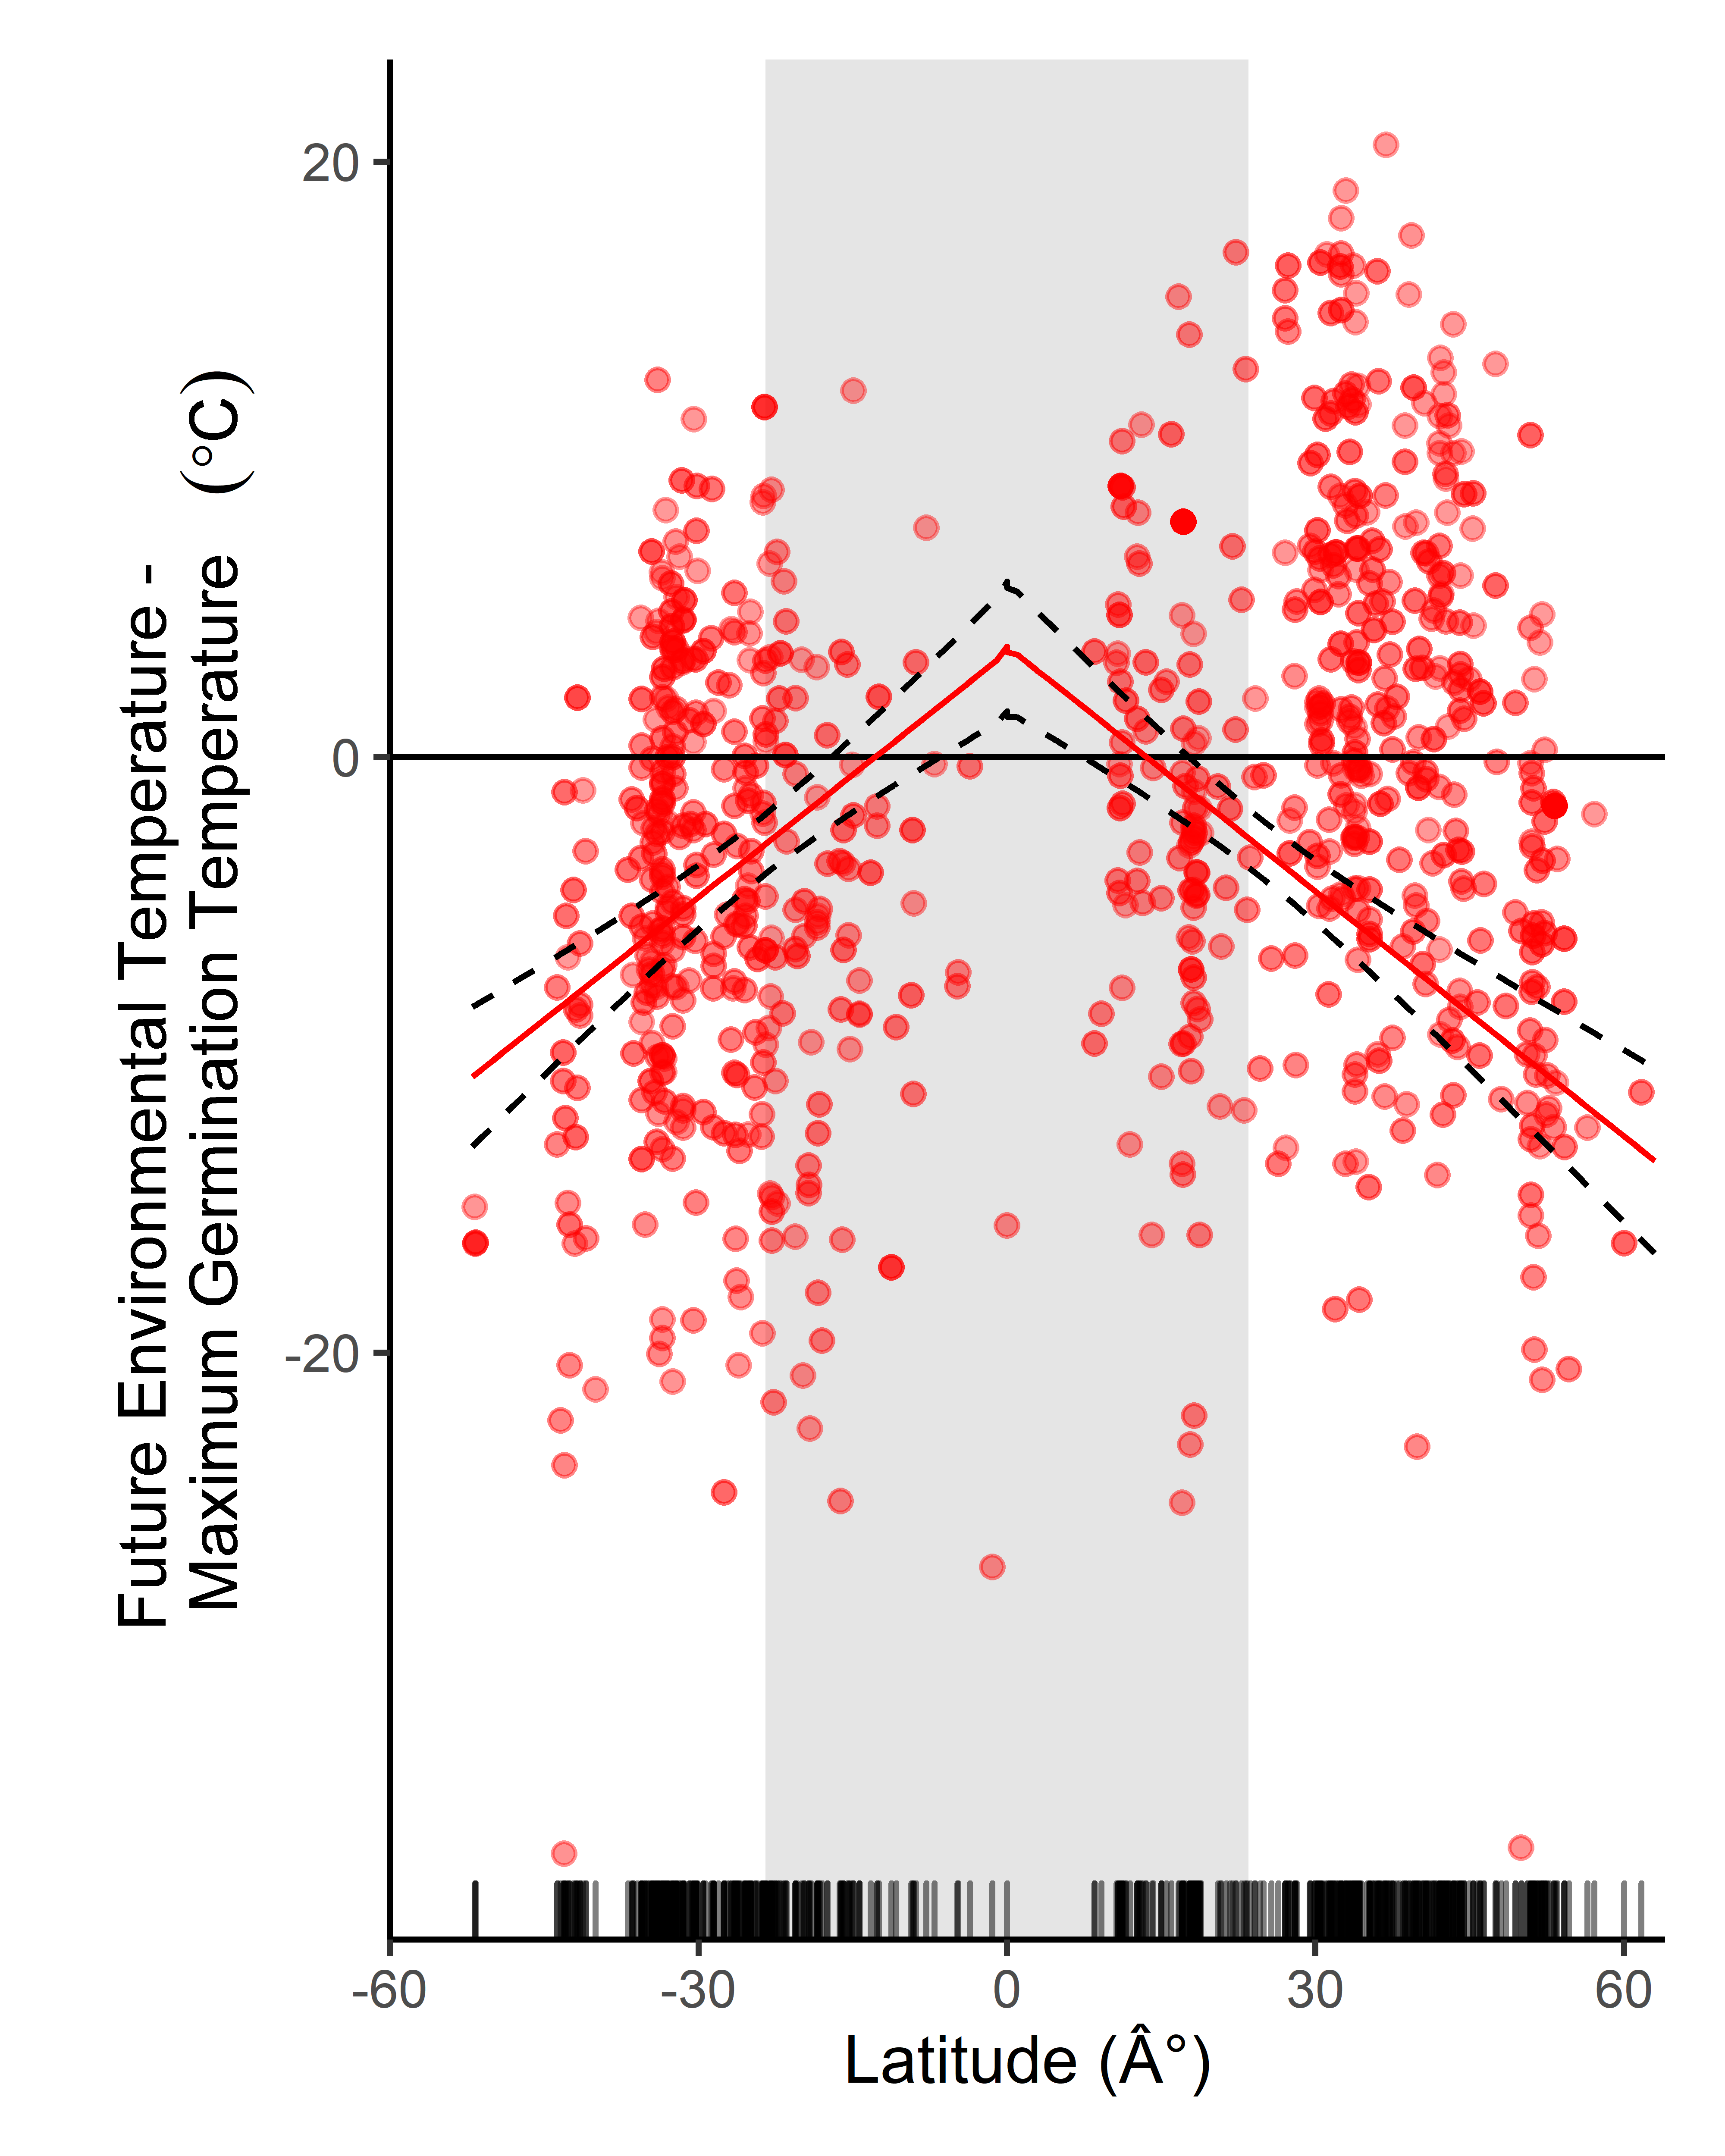 Future Environmental Temperature -
Maximum Germination Temperature (°C)
20
0
-20
-60 -30 0 30 60
Latitude (Â°)